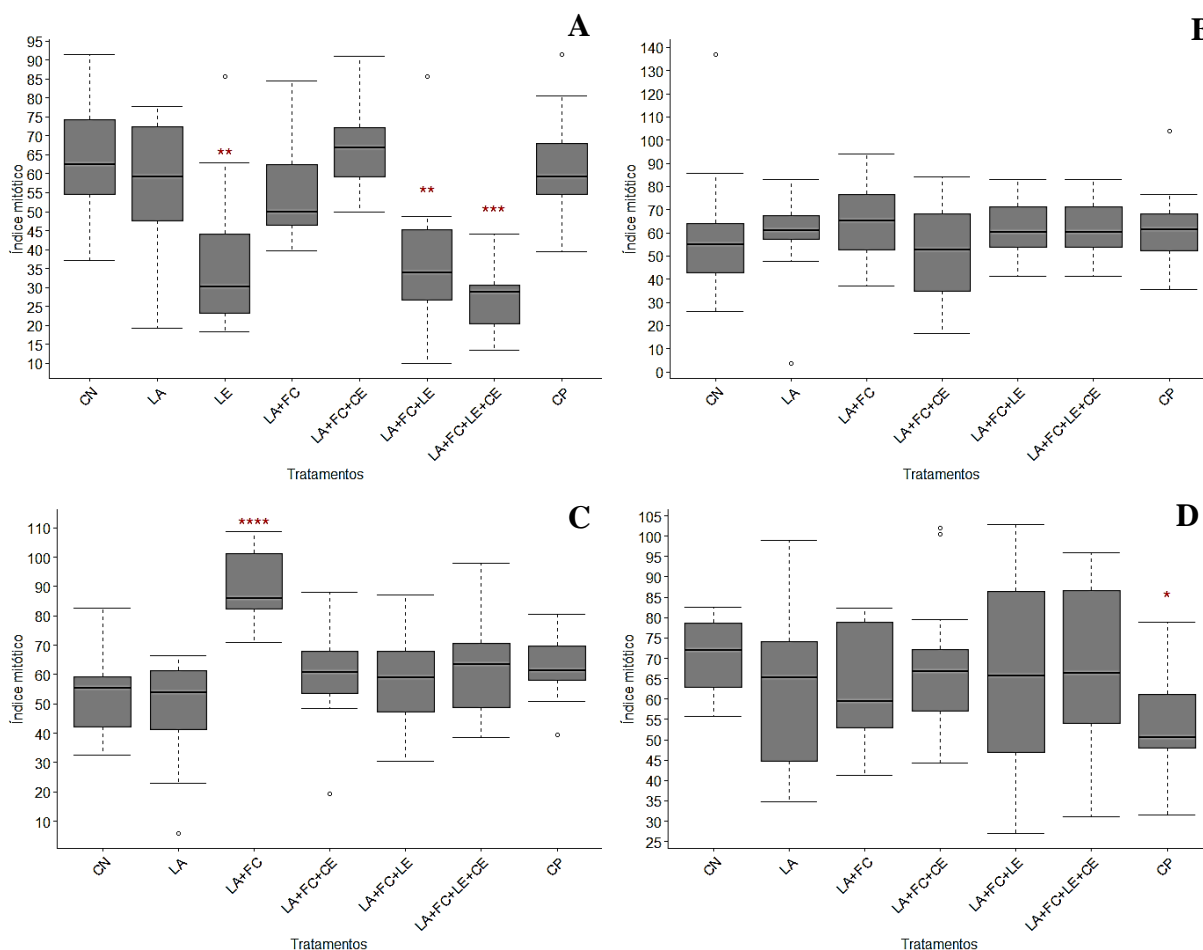 A
95
90
85
80
75
70
65
60
55
50
45
40
35
30
25
20
15
10
Índice mitótico
**
**
***
CN
LA
LE
LA+FC
LA+FC+CE
LA+FC+LE
LA+FC+LE+CE
CP
Tratamentos
B
140
130
120
110
100
90
80
70
60
50
40
30
20
10
0
Índice mitótico
CN
LA
LA+FC
LA+FC+CE
LA+FC+LE
LA+FC+LE+CE
CP
Tratamentos
C
110
100
90
80
70
60
50
40
30
20
10
Índice mitótico
****
CN
LA
LA+FC
LA+FC+CE
LA+FC+LE
LA+FC+LE+CE
CP
Tratamentos
D
105
100
95
90
85
80
75
70
65
60
55
50
45
40
35
30
25
Índice mitótico
*
CN
LA
LA+FC
LA+FC+CE
LA+FC+LE
LA+FC+LE+CE
CP
Tratamentos